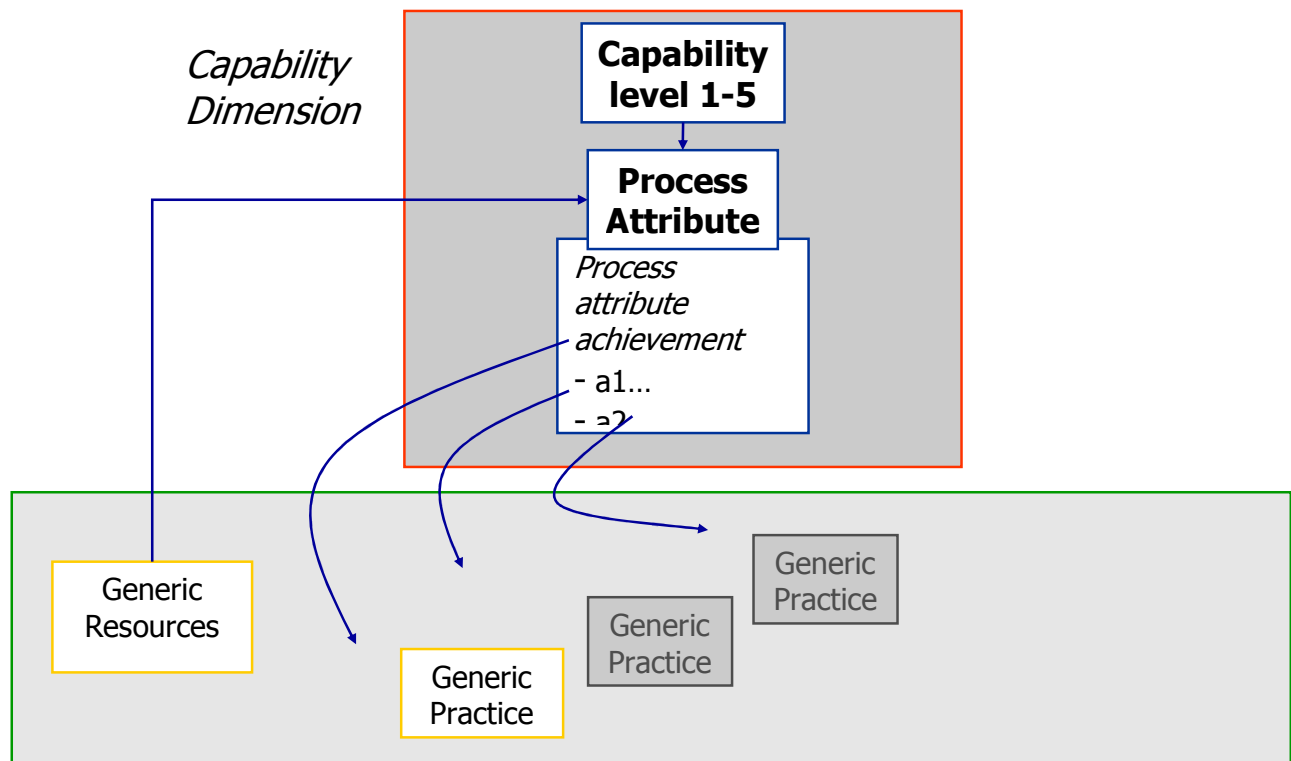 Capability
Dimension
Capability
level 1-5
Process
Attribute
Process
attribute
achievement
- a1...
- a2
Generic
Resources
Generic
Practice
Generic
Practice
Generic
Practice